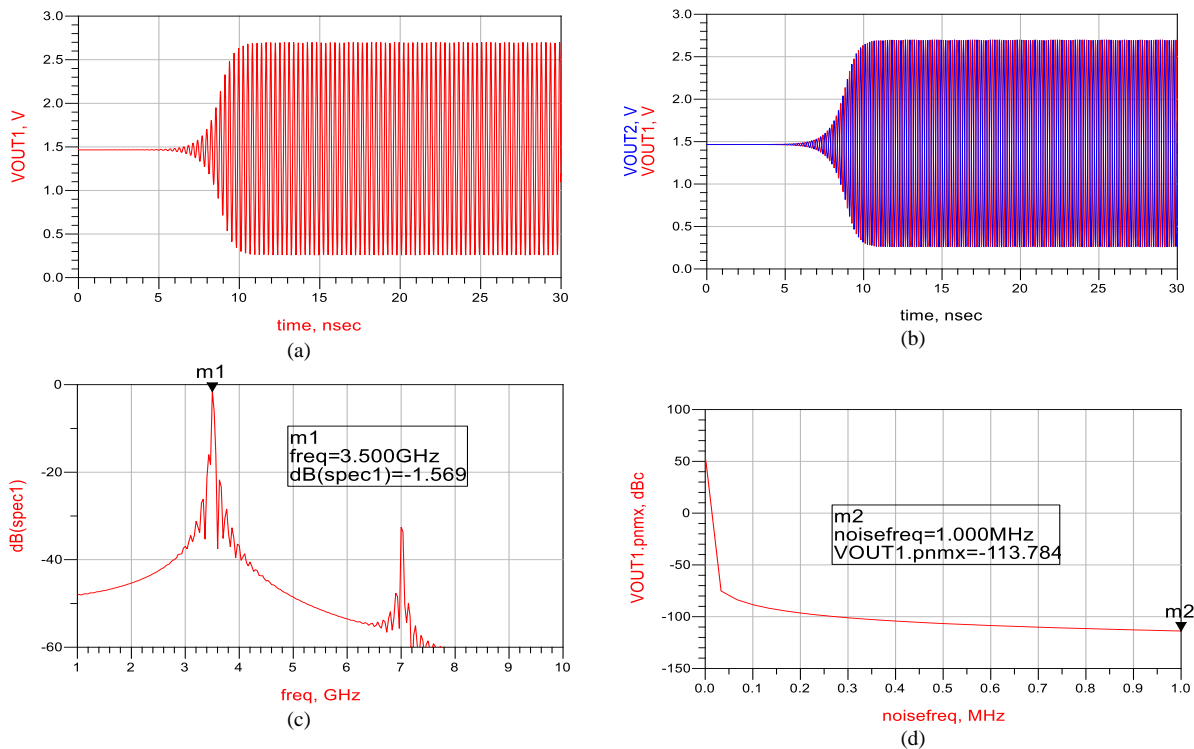 3.0
2.5
2.0
1.5
1.0
0.5
0.0
VOUT1, V
0 5 10 15 20 25 30
time, nsec
(a)
3.0
2.5
2.0
1.5
1.0
0.5
0.0
VOUT2, V
VOUT1, V
0 5 10 15 20 25 30
time, nsec
(b)
m1
0
-20
-40
-60
dB(spec1)
m1
freq=3.500GHz
dB(spec1)=-1.569
1 2 3 4 5 6 7 8 9 10
freq, GHz
(c)
100
50
0
-50
-100
-150
VOUT1.pnmx, dBc
m2
noisefreq=1.000MHz
VOUT1.pnmx=-113.784
m2
0.0 0.1 0.2 0.3 0.4 0.5 0.6 0.7 0.8 0.9 1.0
noisefreq, MHz
(d)